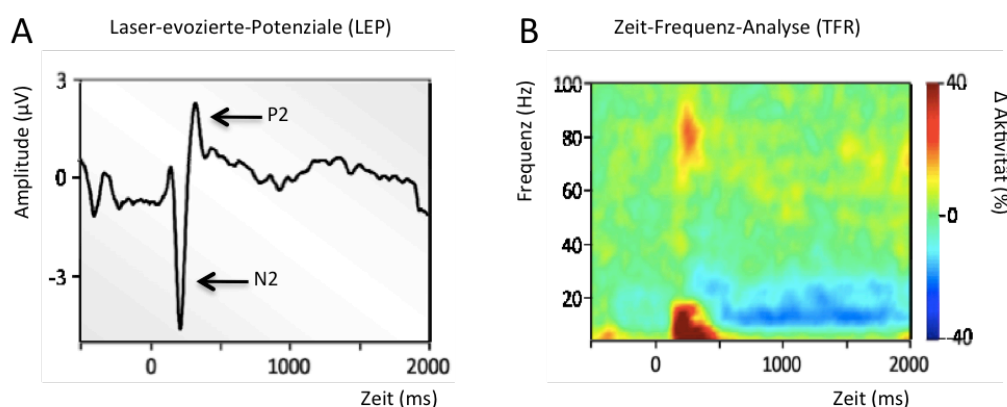 A
Laser-evozierte-Potenziale (LEP)
Amplitude (µV)
3
0
-3
P2
N2
0
1000
2000
Zeit (ms)
B
Zeit-Frequenz-Analyse (TFR)
Frequenz (Hz)
100
80
60
40
20
0
1000
2000
Zeit (ms)
40
0
-40
Δ Aktivität (%)